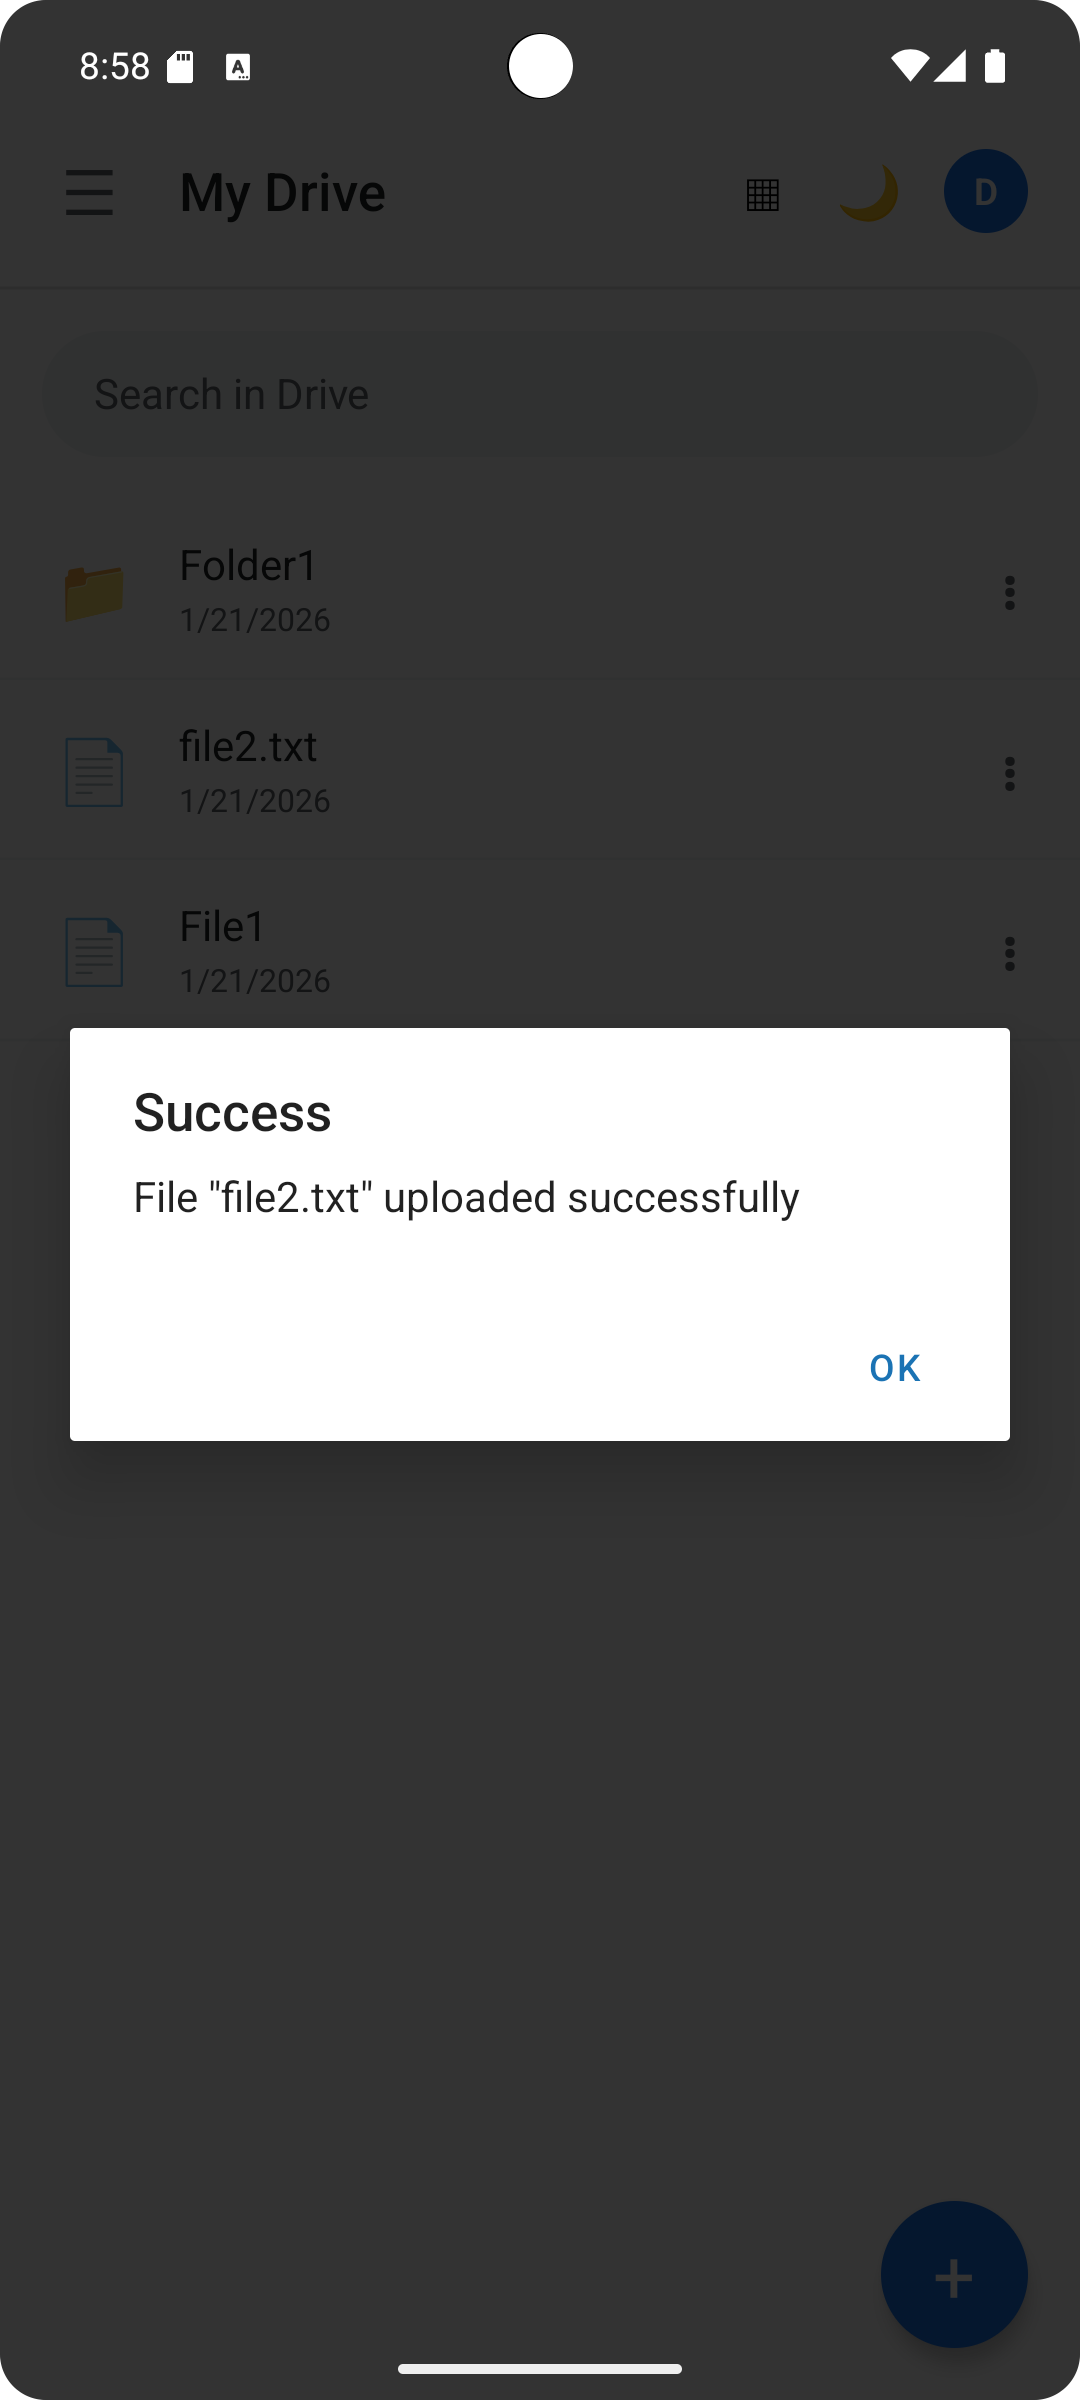 8:58
My Drive
D
Search in Drive
Folder1
1/21/2026
file2.txt
1/21/2026
File1
1/21/2026
Success
File "file2.txt" uploaded successfully
OK
+